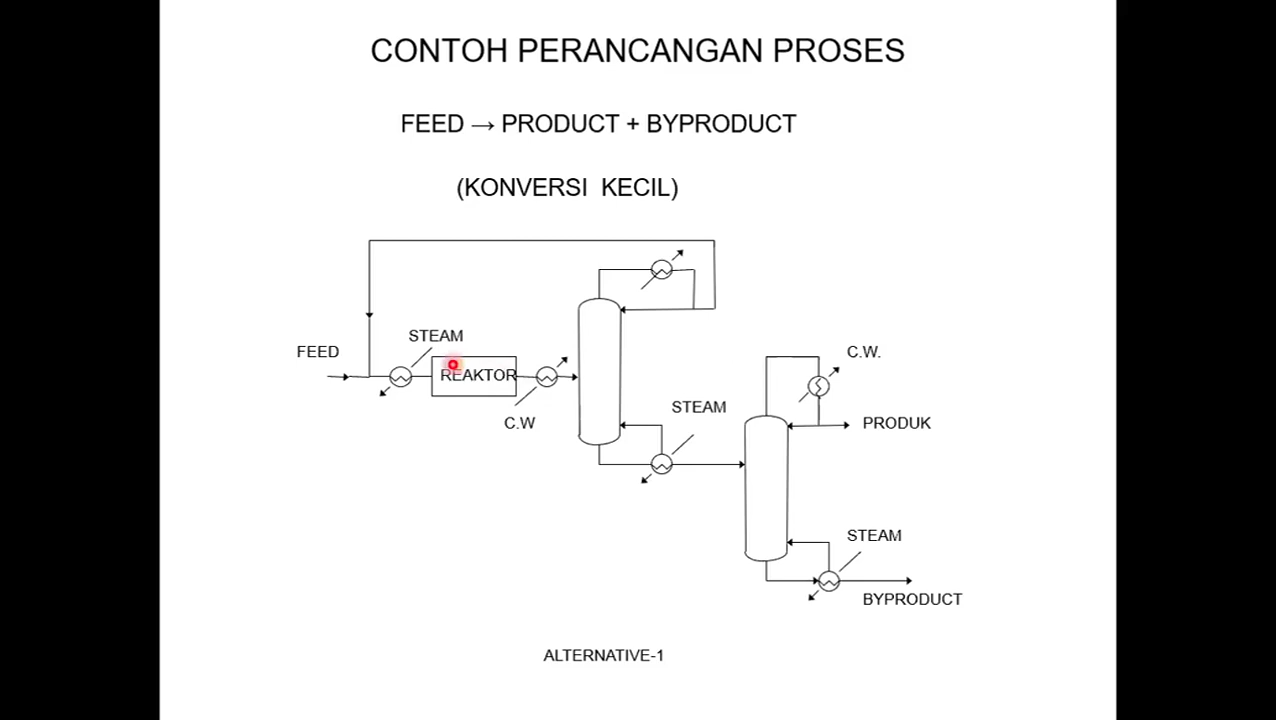 CONTOH PERANCANGAN PROSES
FEED → PRODUCT + BYPRODUCT
(KONVERSI KECIL)
STEAM
FEED
REAKTOR
C.W
STEAM
C.W.
PRODUK
STEAM
BYPRODUCT
ALTERNATIVE-1